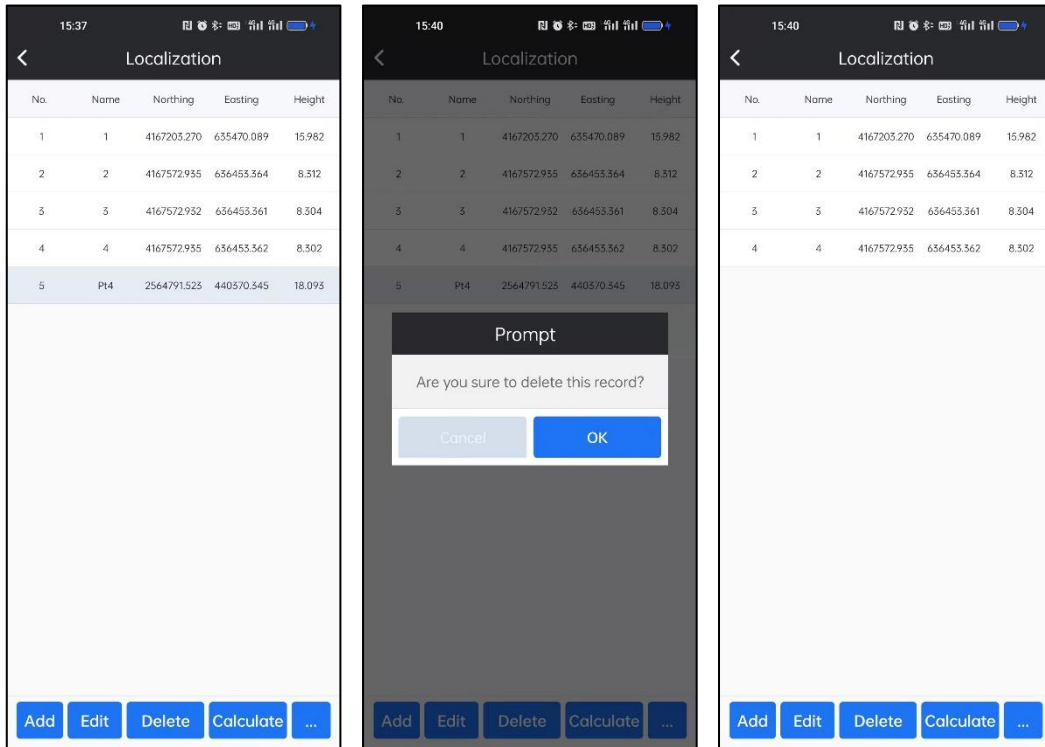 15:37
Localization
No. Name Northing Easting Height
1 1 4167203.270 635470.089 15.982
2 2 4167572.935 636453.364 8.312
3 3 4167572.932 636453.361 8.304
4 4 4167572.935 636453.362 8.302
5 Pt4 2564791.523 440370.345 18.093
Add Edit Delete Calculate ...
15:40
Localization
No. Name Northing Easting Height
1 1 4167203.270 635470.089 15.982
2 2 4167572.935 636453.364 8.312
3 3 4167572.932 636453.361 8.304
4 4 4167572.935 636453.362 8.302
5 Pt4 2564791.523 440370.345 18.093
Prompt
Are you sure to delete this record?
Cancel OK
Add Edit Delete Calculate ...
15:40
Localization
No. Name Northing Easting Height
1 1 4167203.270 635470.089 15.982
2 2 4167572.935 636453.364 8.312
3 3 4167572.932 636453.361 8.304
4 4 4167572.935 636453.362 8.302
Add Edit Delete Calculate ...